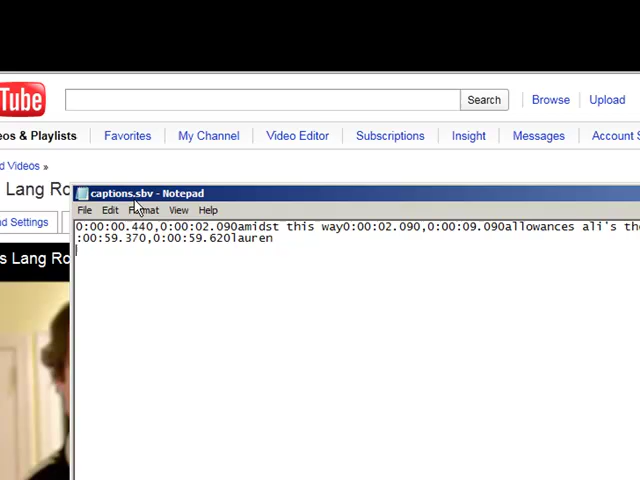 Tube Search Browse Upload
os & Playlists Favorites My Channel Video Editor Subscriptions Insight Messages Account S
d Videos »
Lang Ro
captions.sbv - Notepad
nd Settings File Edit Format View Help
0:00:00.440,0:00:02.090amidst this way0:00:02.090,0:00:09.090allowances ali's the
:00:59.370,0:00:59.620lauren
s Lang Ro